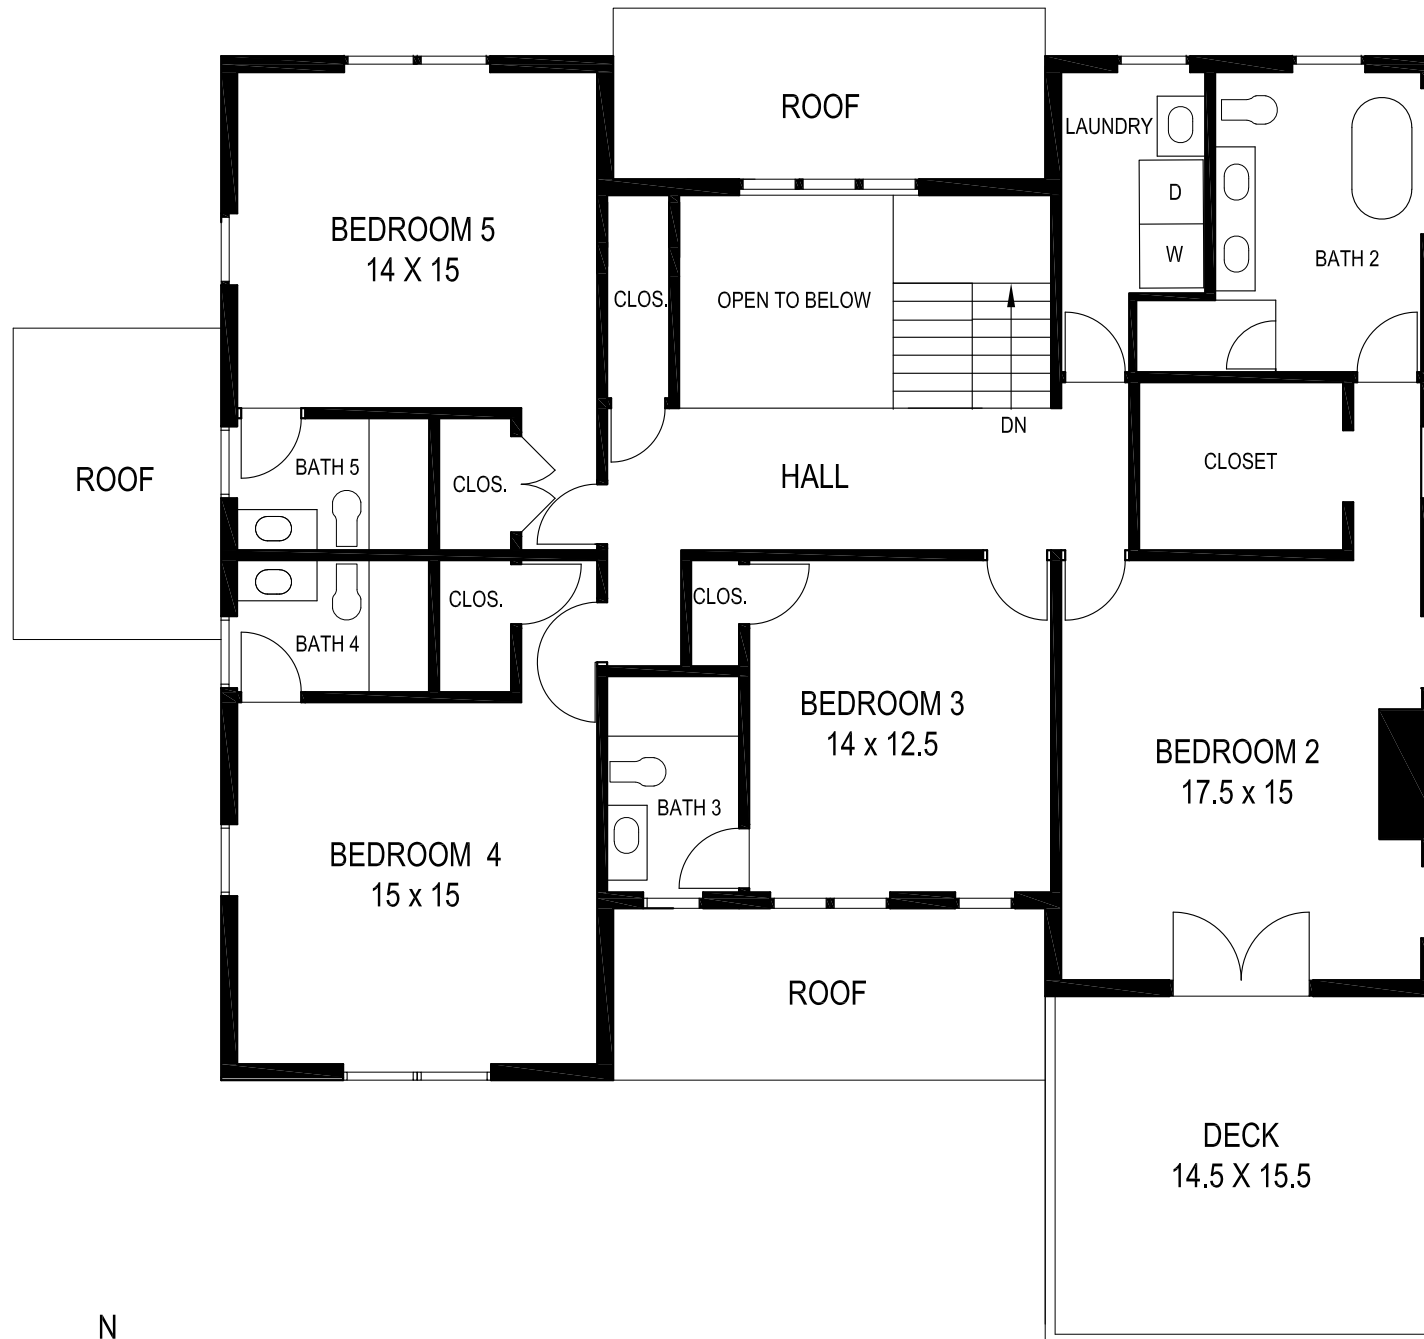 ROOF
LAUNDRY
D
W
BATH 2
BEDROOM 5
14 X 15
CLOS.
OPEN TO BELOW
DN
ROOF
BATH 5
CLOS.
HALL
CLOSET
CLOS.
BATH 4
CLOS.
BEDROOM 3
14 x 12.5
BEDROOM 2
17.5 x 15
BATH 3
BEDROOM 4
15 x 15
ROOF
DECK
14.5 X 15.5
N